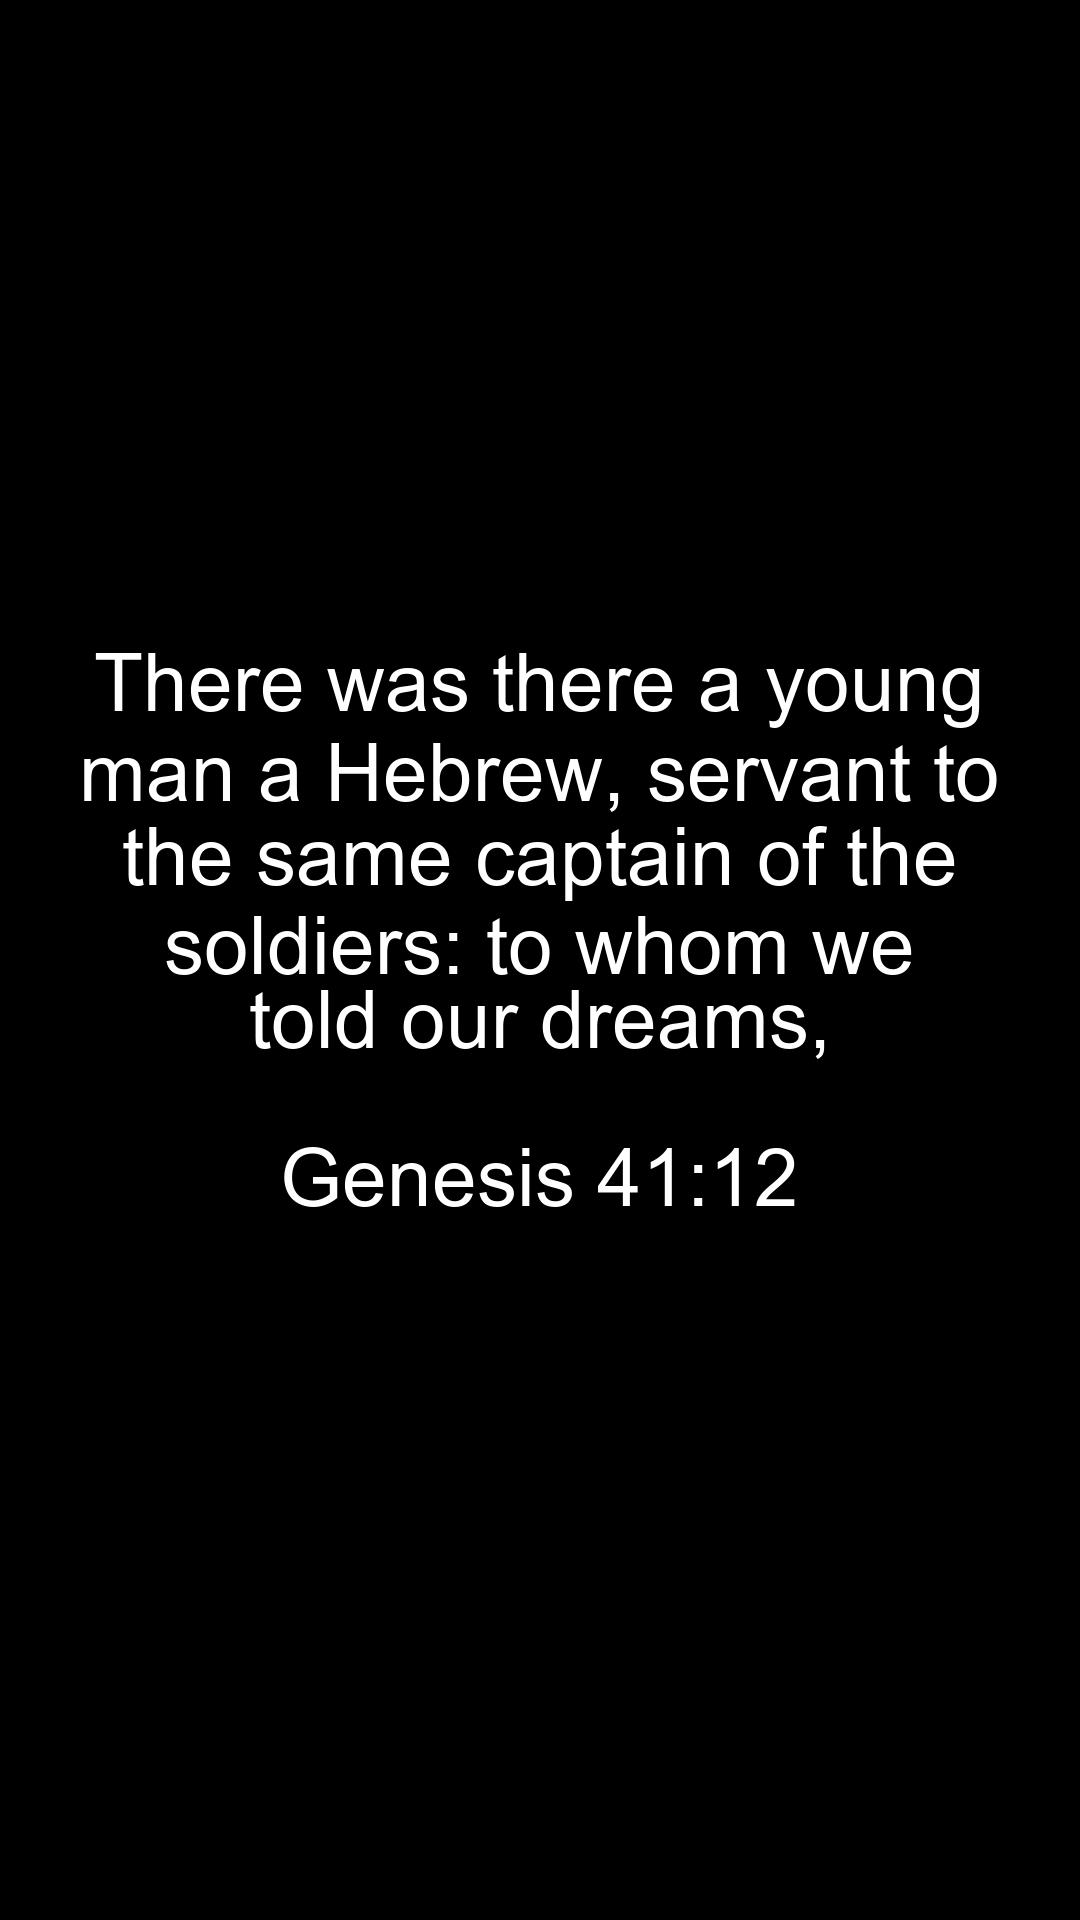 There was there a young
man a Hebrew, servant to
the same captain of the
soldiers: to whom we
told our dreams,
Genesis 41:12